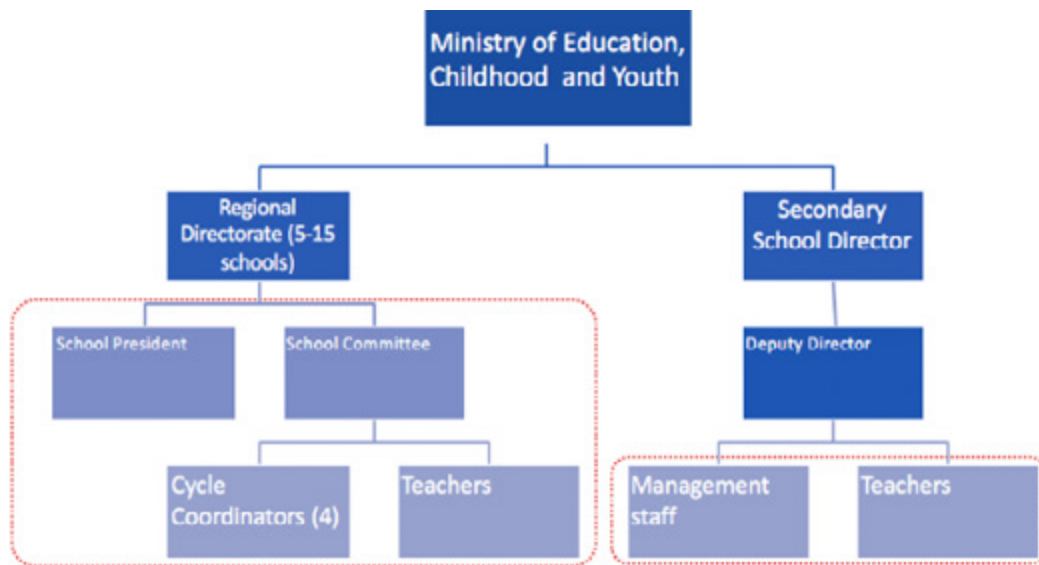 Ministry of Education,
Childhood and Youth
Regional
Directorate (5-15
schools)
Secondary
School Director
School President
School Committee
Deputy Director
Cycle
Coordinators (4)
Teachers
Management
staff
Teachers